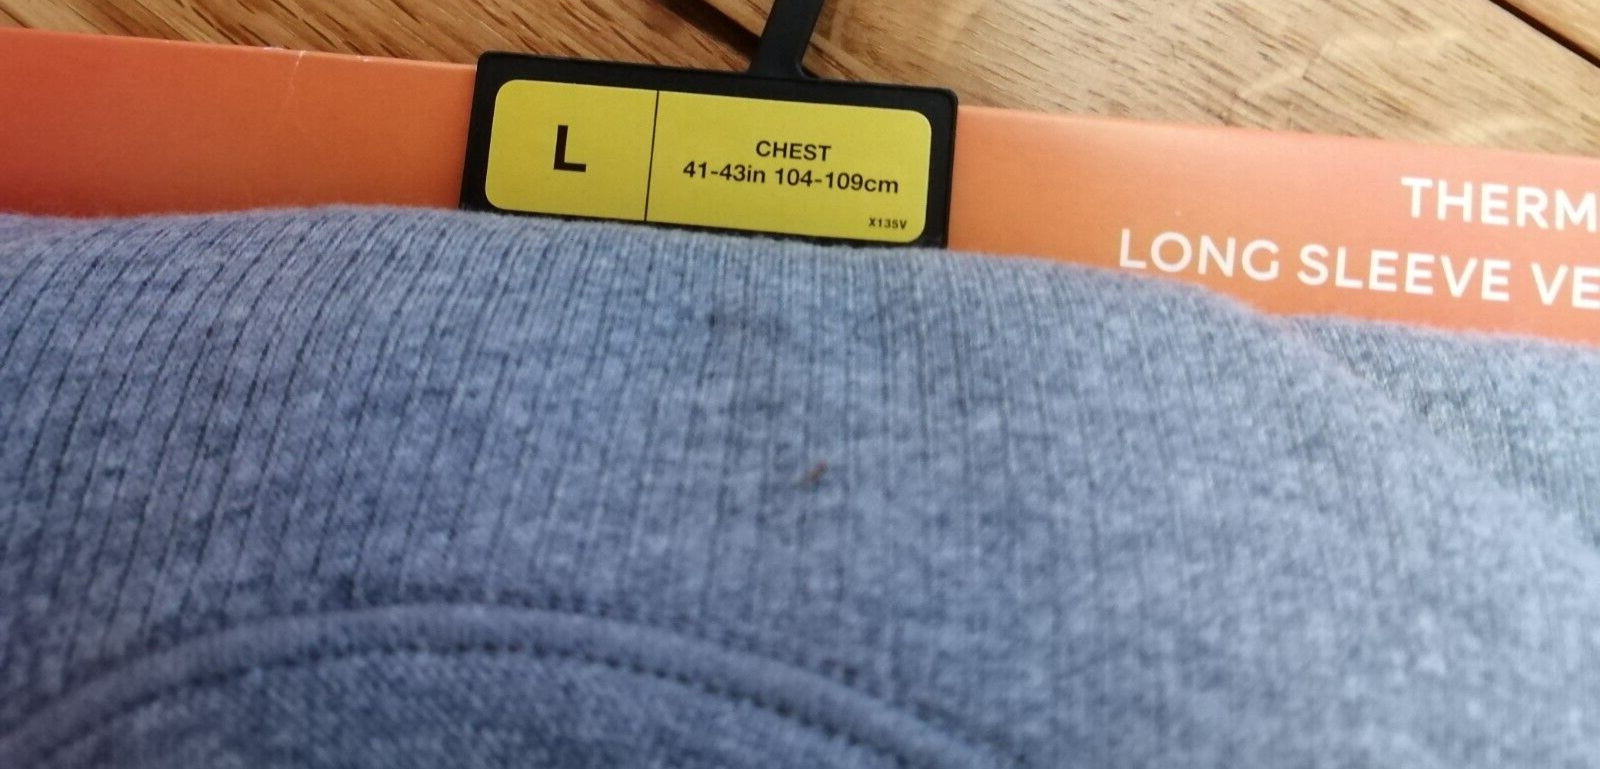 L
CHEST
41-43in 104-109cm
X135V
THERM
LONG SLEEVE VE